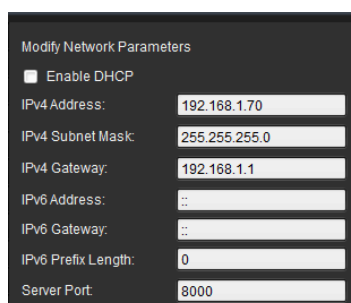 Modify Network Parameters
Enable DHCP
IPv4 Address: 192.168.1.70
IPv4 Subnet Mask: 255.255.255.0
IPv4 Gateway: 192.168.1.1
IPv6 Address: ::
IPv6 Gateway: ::
IPv6 Prefix Length: 0
Server Port: 8000